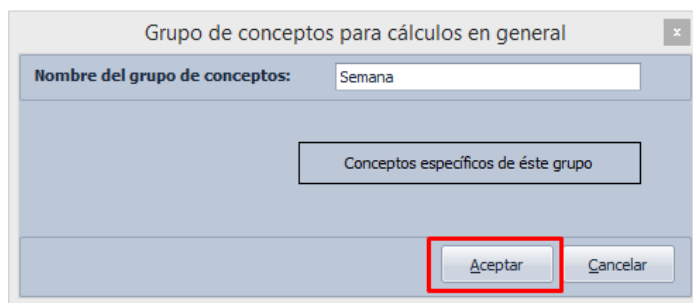 Grupo de conceptos para cálculos en general
x
Nombre del grupo de conceptos: Semana
Conceptos específicos de éste grupo
Aceptar Cancelar